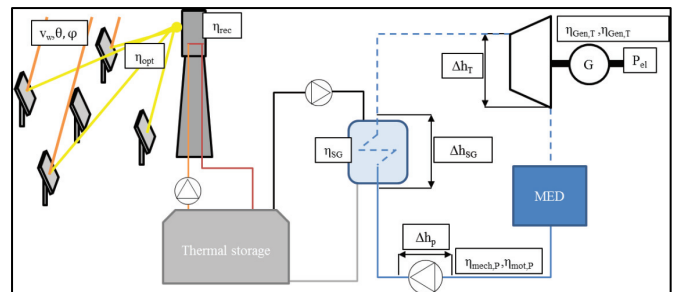 v_w,θ,φ
η_opt
η_rec
η_Gen,T ,η_Gen,T
Δh_T
G
P_el
η_SG
Δh_SG
MED
Thermal storage
Δh_p
η_mech,P,η_mot,P